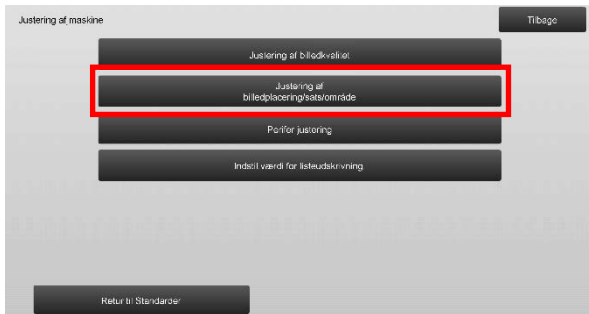 Justering af maskine
Tilbage
Justering af billedkvalitet
Justering af
billedplacering/sats/område
Perifer justering
Indstil værdi for listeudskrivning
Retur til Standarder